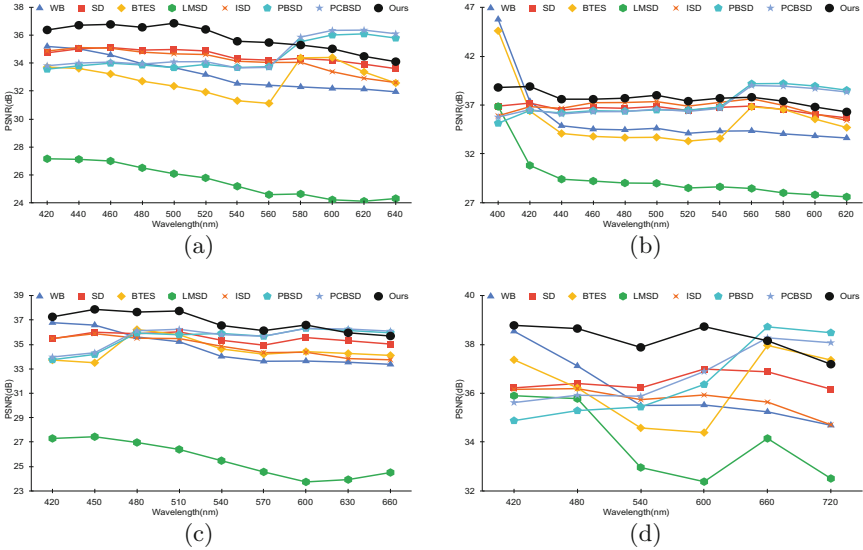 WB SD BTES LMSD ISD PBSD PCBSD Ours
38
36
34
32
30
28
26
24
PSNR(dB)
420 440 460 480 500 520 540 560 580 600 620 640
Wavelength(nm)
(a)
WB SD BTES LMSD ISD PBSD PCBSD Ours
47
42
37
32
27
PSNR(dB)
400 420 440 460 480 500 520 540 560 580 600 620
Wavelength(nm)
(b)
WB SD BTES LMSD ISD PBSD PCBSD Ours
39
37
35
33
31
29
27
25
23
PSNR(dB)
420 450 480 510 540 570 600 630 660
Wavelength(nm)
(c)
WB SD BTES LMSD ISD PBSD PCBSD Ours
40
38
36
34
32
PSNR(dB)
420 480 540 600 660 720
Wavelength(nm)
(d)